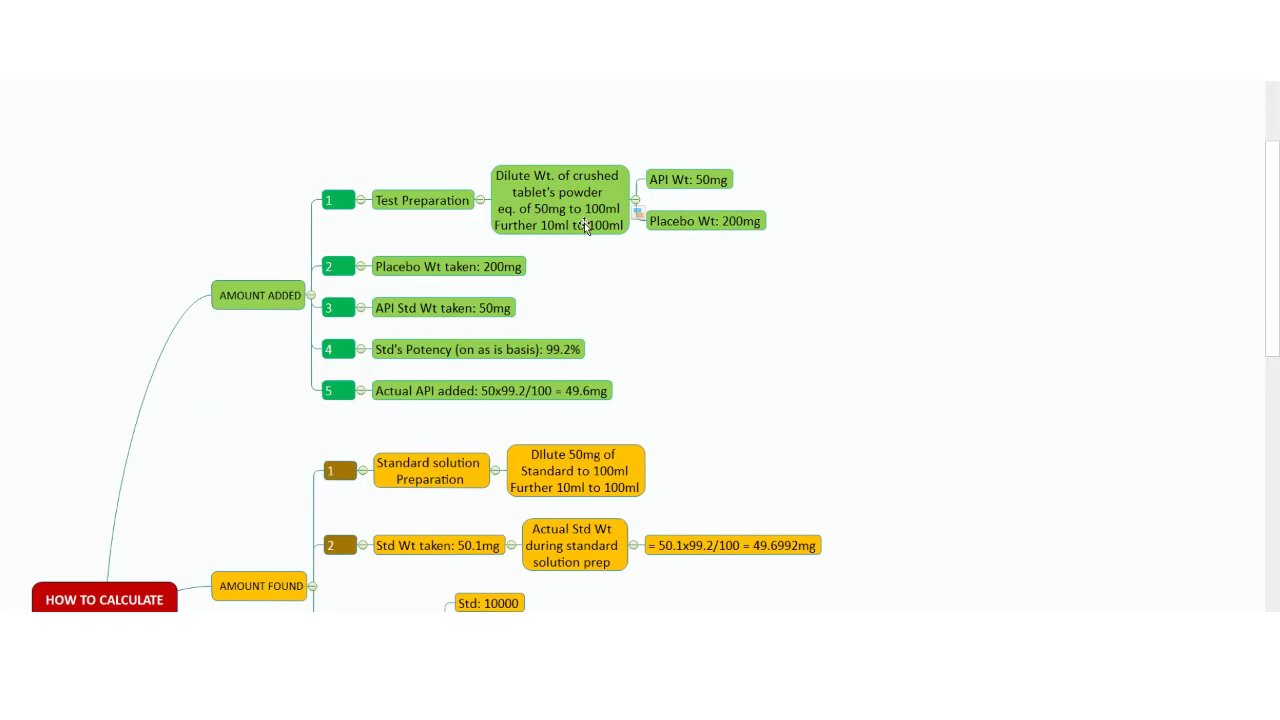 1
Test Preparation
Dilute Wt. of crushed
tablet's powder
eq. of 50mg to 100ml
Further 10ml to 100ml
API Wt: 50mg
Placebo Wt: 200mg
2
Placebo Wt taken: 200mg
AMOUNT ADDED
3
API Std Wt taken: 50mg
4
Std's Potency (on as is basis): 99.2%
5
Actual API added: 50x99.2/100 = 49.6mg
1
Standard solution
Preparation
DIlute 50mg of
Standard to 100ml
Further 10ml to 100ml
2
Std Wt taken: 50.1mg
Actual Std Wt
during standard
solution prep
= 50.1x99.2/100 = 49.6992mg
AMOUNT FOUND
HOW TO CALCULATE
Std: 10000